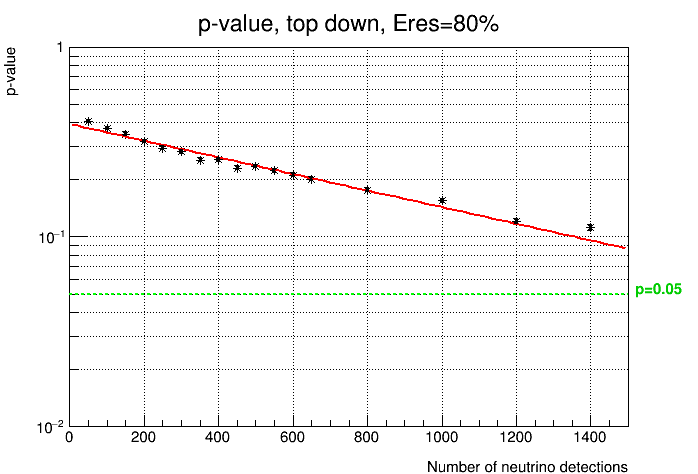 p-value, top down, Eres=80%
p-value
1
10⁻¹
10⁻²
p=0.05
0 200 400 600 800 1000 1200 1400
Number of neutrino detections